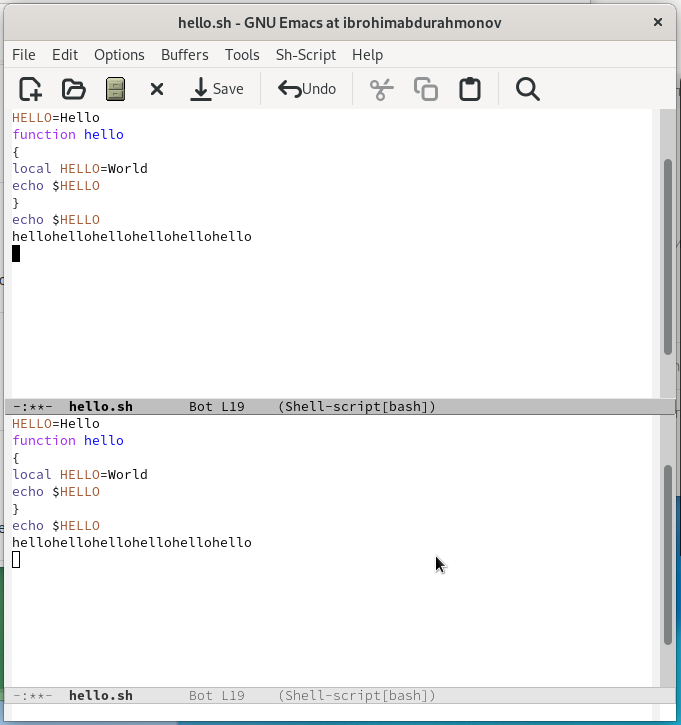 hello.sh - GNU Emacs at ibrohimabdurahmonov
File Edit Options Buffers Tools Sh-Script Help
Save Undo
HELLO=Hello
function hello
{
local HELLO=World
echo $HELLO
}
echo $HELLO
hellohellohellohellohellohello
-:**- hello.sh Bot L19 (Shell-script[bash])
HELLO=Hello
function hello
{
local HELLO=World
echo $HELLO
}
echo $HELLO
hellohellohellohellohellohello
-:**- hello.sh Bot L19 (Shell-script[bash])